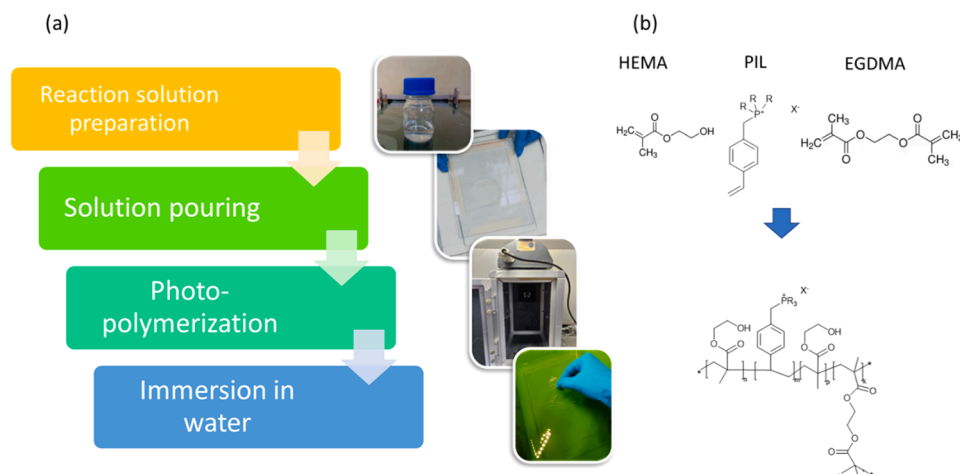 (a)
Reaction solution
preparation
Solution pouring
Photo-
polymerization
Immersion in
water
(b)
HEMA PIL EGDMA
R
R R
P⁺ X⁻
H₂C O OH
CH₃
O
H₂C O O CH₃
O O CH₂
CH₃
⁺PR₃ X⁻
OH OH
O O O O
* *
n m p
O
O
O
O
*